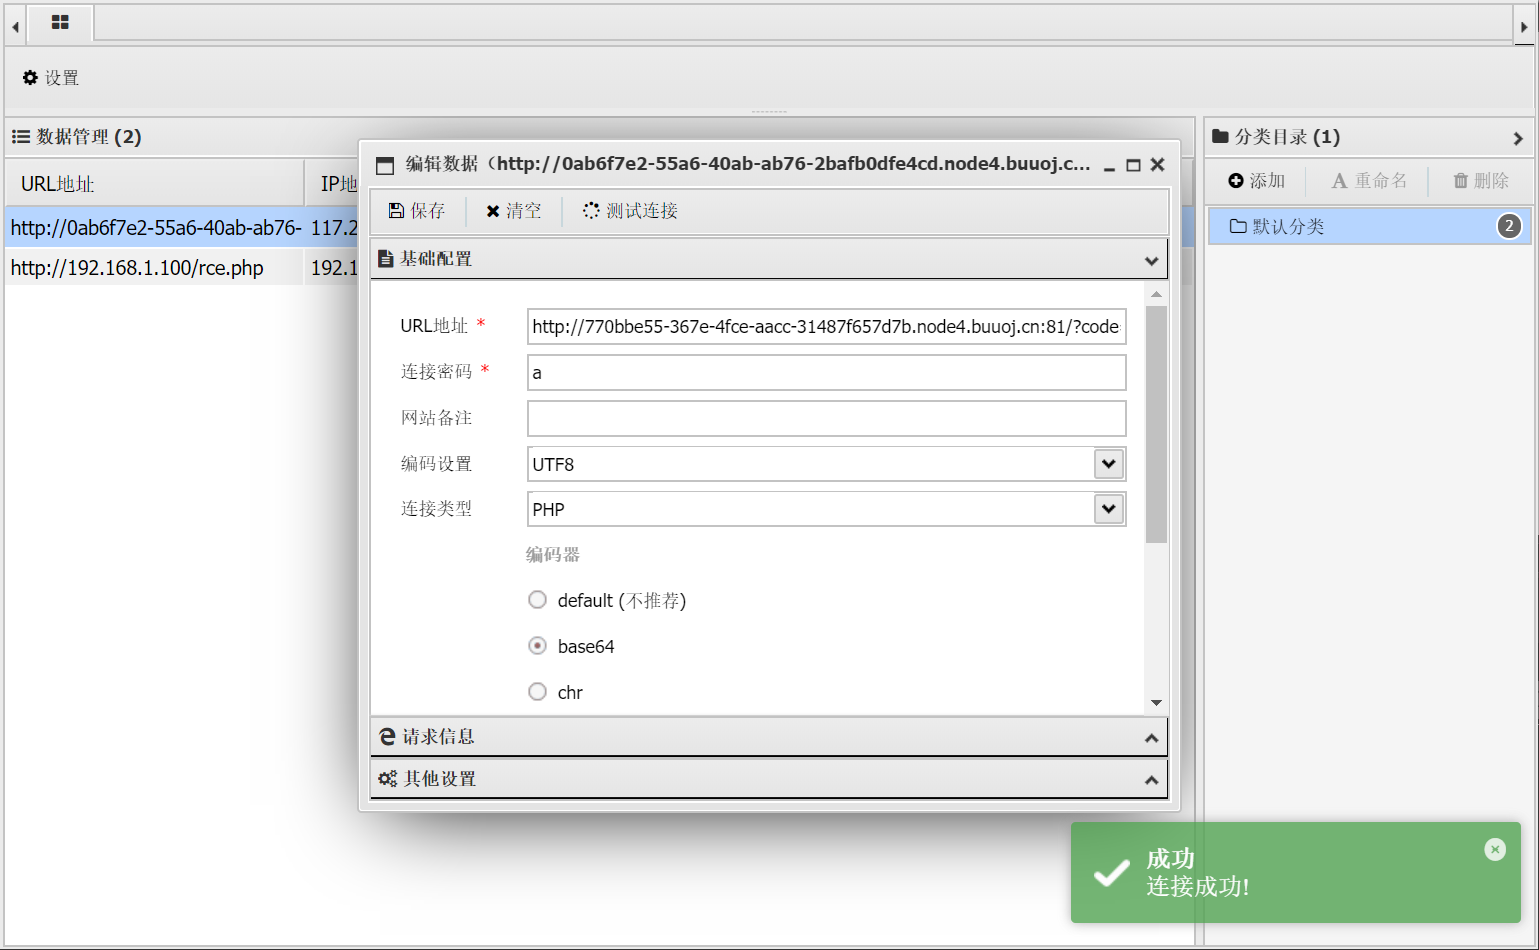 设置
数据管理 (2)
URL地址 IP地
http://0ab6f7e2-55a6-40ab-ab76- 117.2
http://192.168.1.100/rce.php 192.1
编辑数据（http://0ab6f7e2-55a6-40ab-ab76-2bafb0dfe4cd.node4.buuoj.c...
保存 清空 测试连接
基础配置
URL地址 * http://770bbe55-367e-4fce-aacc-31487f657d7b.node4.buuoj.cn:81/?code
连接密码 * a
网站备注
编码设置 UTF8
连接类型 PHP
编码器
default (不推荐)
base64
chr
请求信息
其他设置
分类目录 (1)
添加 重命名 删除
默认分类 2
成功
连接成功!